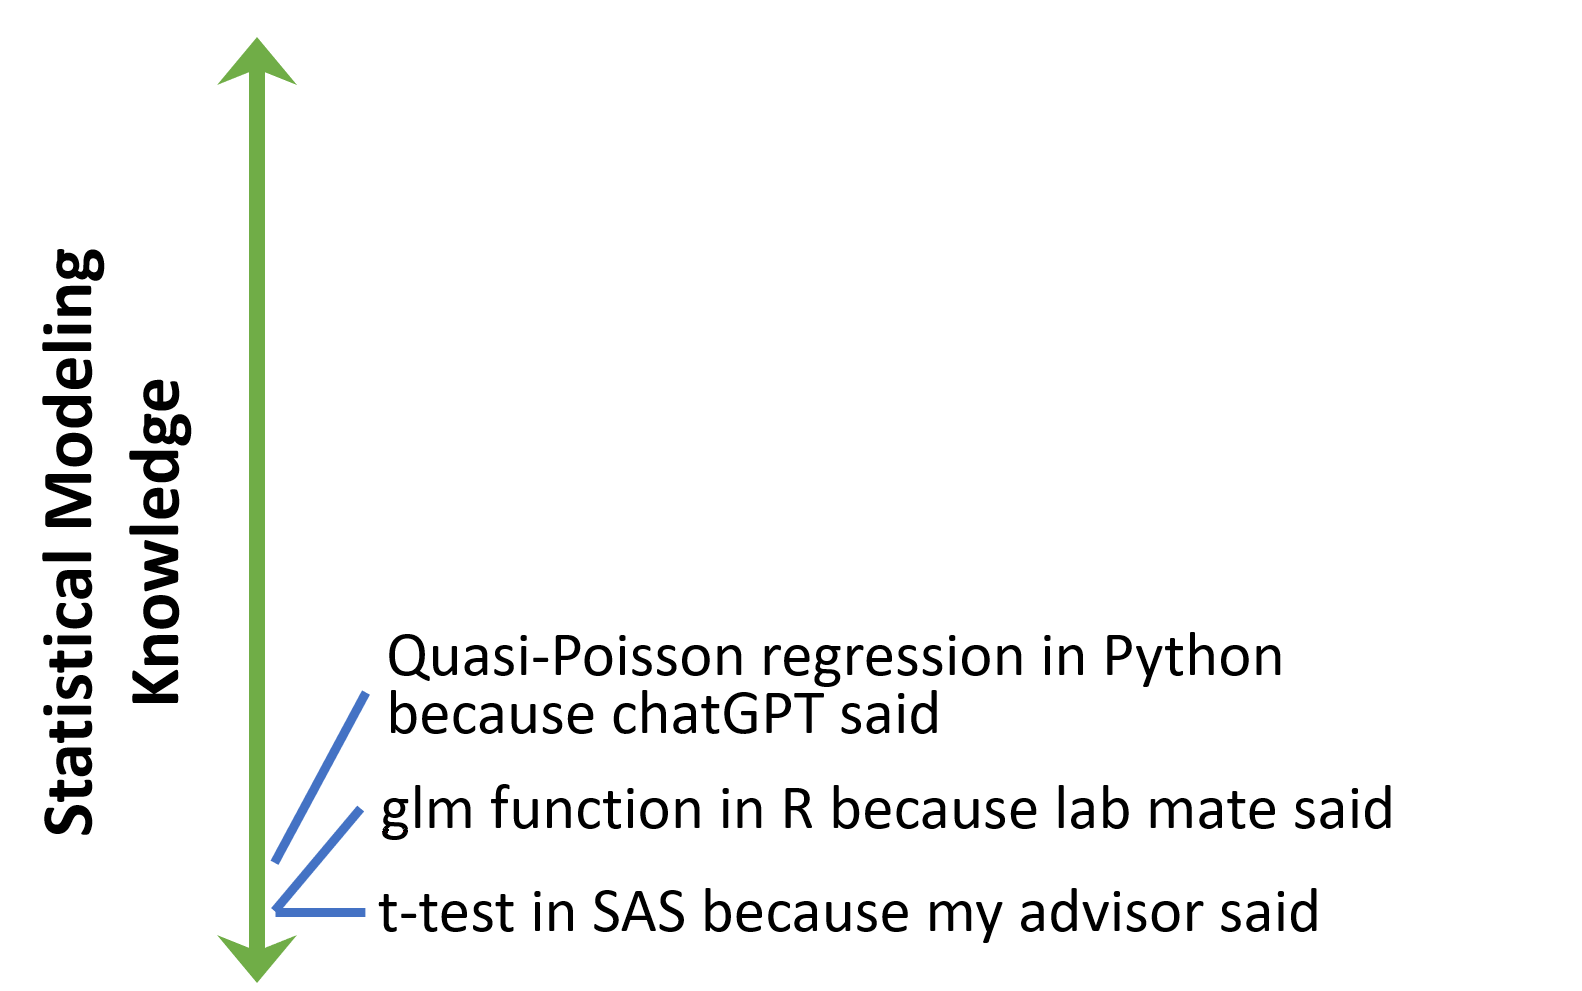 Statistical Modeling
Knowledge
Quasi-Poisson regression in Python
because chatGPT said
glm function in R because lab mate said
t-test in SAS because my advisor said